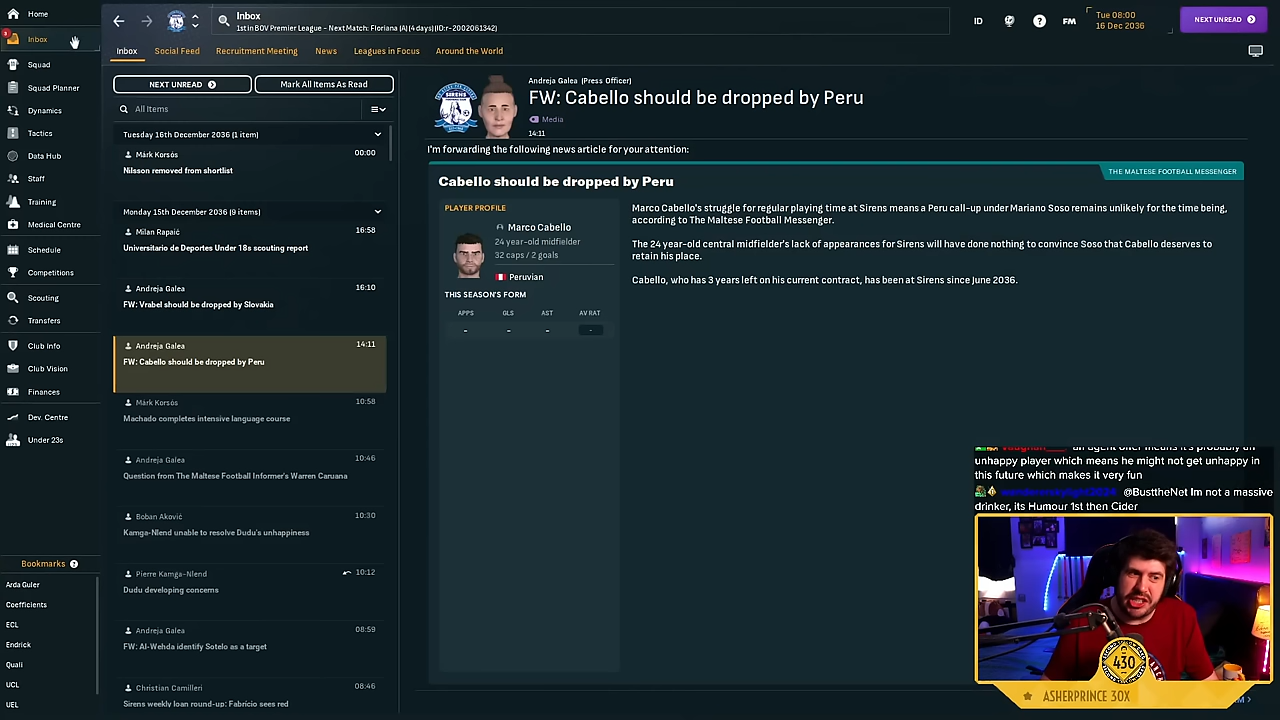 Home
Inbox
Squad
Squad Planner
Dynamics
Tactics
Data Hub
Staff
Training
Medical Centre
Schedule
Competitions
Scouting
Transfers
Club Info
Club Vision
Finances
Dev. Centre
Under 23s
Bookmarks ?
Arda Guler
Coefficients
ECL
Endrick
Quali
UCL
UEL
Inbox
1st in BOV Premier League - Next Match: Floriana (A) (4 days) (ID:r-2002061342)
ID
FM
Tue 08:00
16 Dec 2036
NEXT UNREAD
Inbox Social Feed Recruitment Meeting News Leagues in Focus Around the World
NEXT UNREAD
Mark All Items As Read
All Items
Tuesday 16th December 2036 (1 item)
Márk Korsós 00:00
Nilsson removed from shortlist
Monday 15th December 2036 (9 items)
Milan Rapaić 16:58
Universitario de Deportes Under 18s scouting report
Andreja Galea 16:10
FW: Vrabel should be dropped by Slovakia
Andreja Galea 14:11
FW: Cabello should be dropped by Peru
Márk Korsós 10:58
Machado completes intensive language course
Andreja Galea 10:46
Question from The Maltese Football Informer's Warren Caruana
Boban Aković 10:30
Kamga-Nlend unable to resolve Dudu's unhappiness
Pierre Kamga-Nlend 10:12
Dudu developing concerns
Andreja Galea 08:59
FW: Al-Wehda identify Sotelo as a target
Christian Camilleri 08:46
Sirens weekly loan round-up: Fabrício sees red
SIRENS
Andreja Galea (Press Officer)
FW: Cabello should be dropped by Peru
Media
14:11
I'm forwarding the following news article for your attention:
THE MALTESE FOOTBALL MESSENGER
Cabello should be dropped by Peru
PLAYER PROFILE
Marco Cabello
24 year-old midfielder
32 caps / 2 goals
Peruvian
THIS SEASON'S FORM
APPS GLS AST AV RAT
- - - -
Marco Cabello's struggle for regular playing time at Sirens means a Peru call-up under Mariano Soso remains unlikely for the time being,
according to The Maltese Football Messenger.
The 24 year-old central midfielder's lack of appearances for Sirens will have done nothing to convince Soso that Cabello deserves to
retain his place.
Cabello, who has 3 years left on his current contract, has been at Sirens since June 2036.
an agent offer means it's probably an
unhappy player which means he might not get unhappy in
this future which makes it very fun
@BusttheNet Im not a massive
drinker, its Humour 1st then Cider
430
ASHERPRINCE 30X